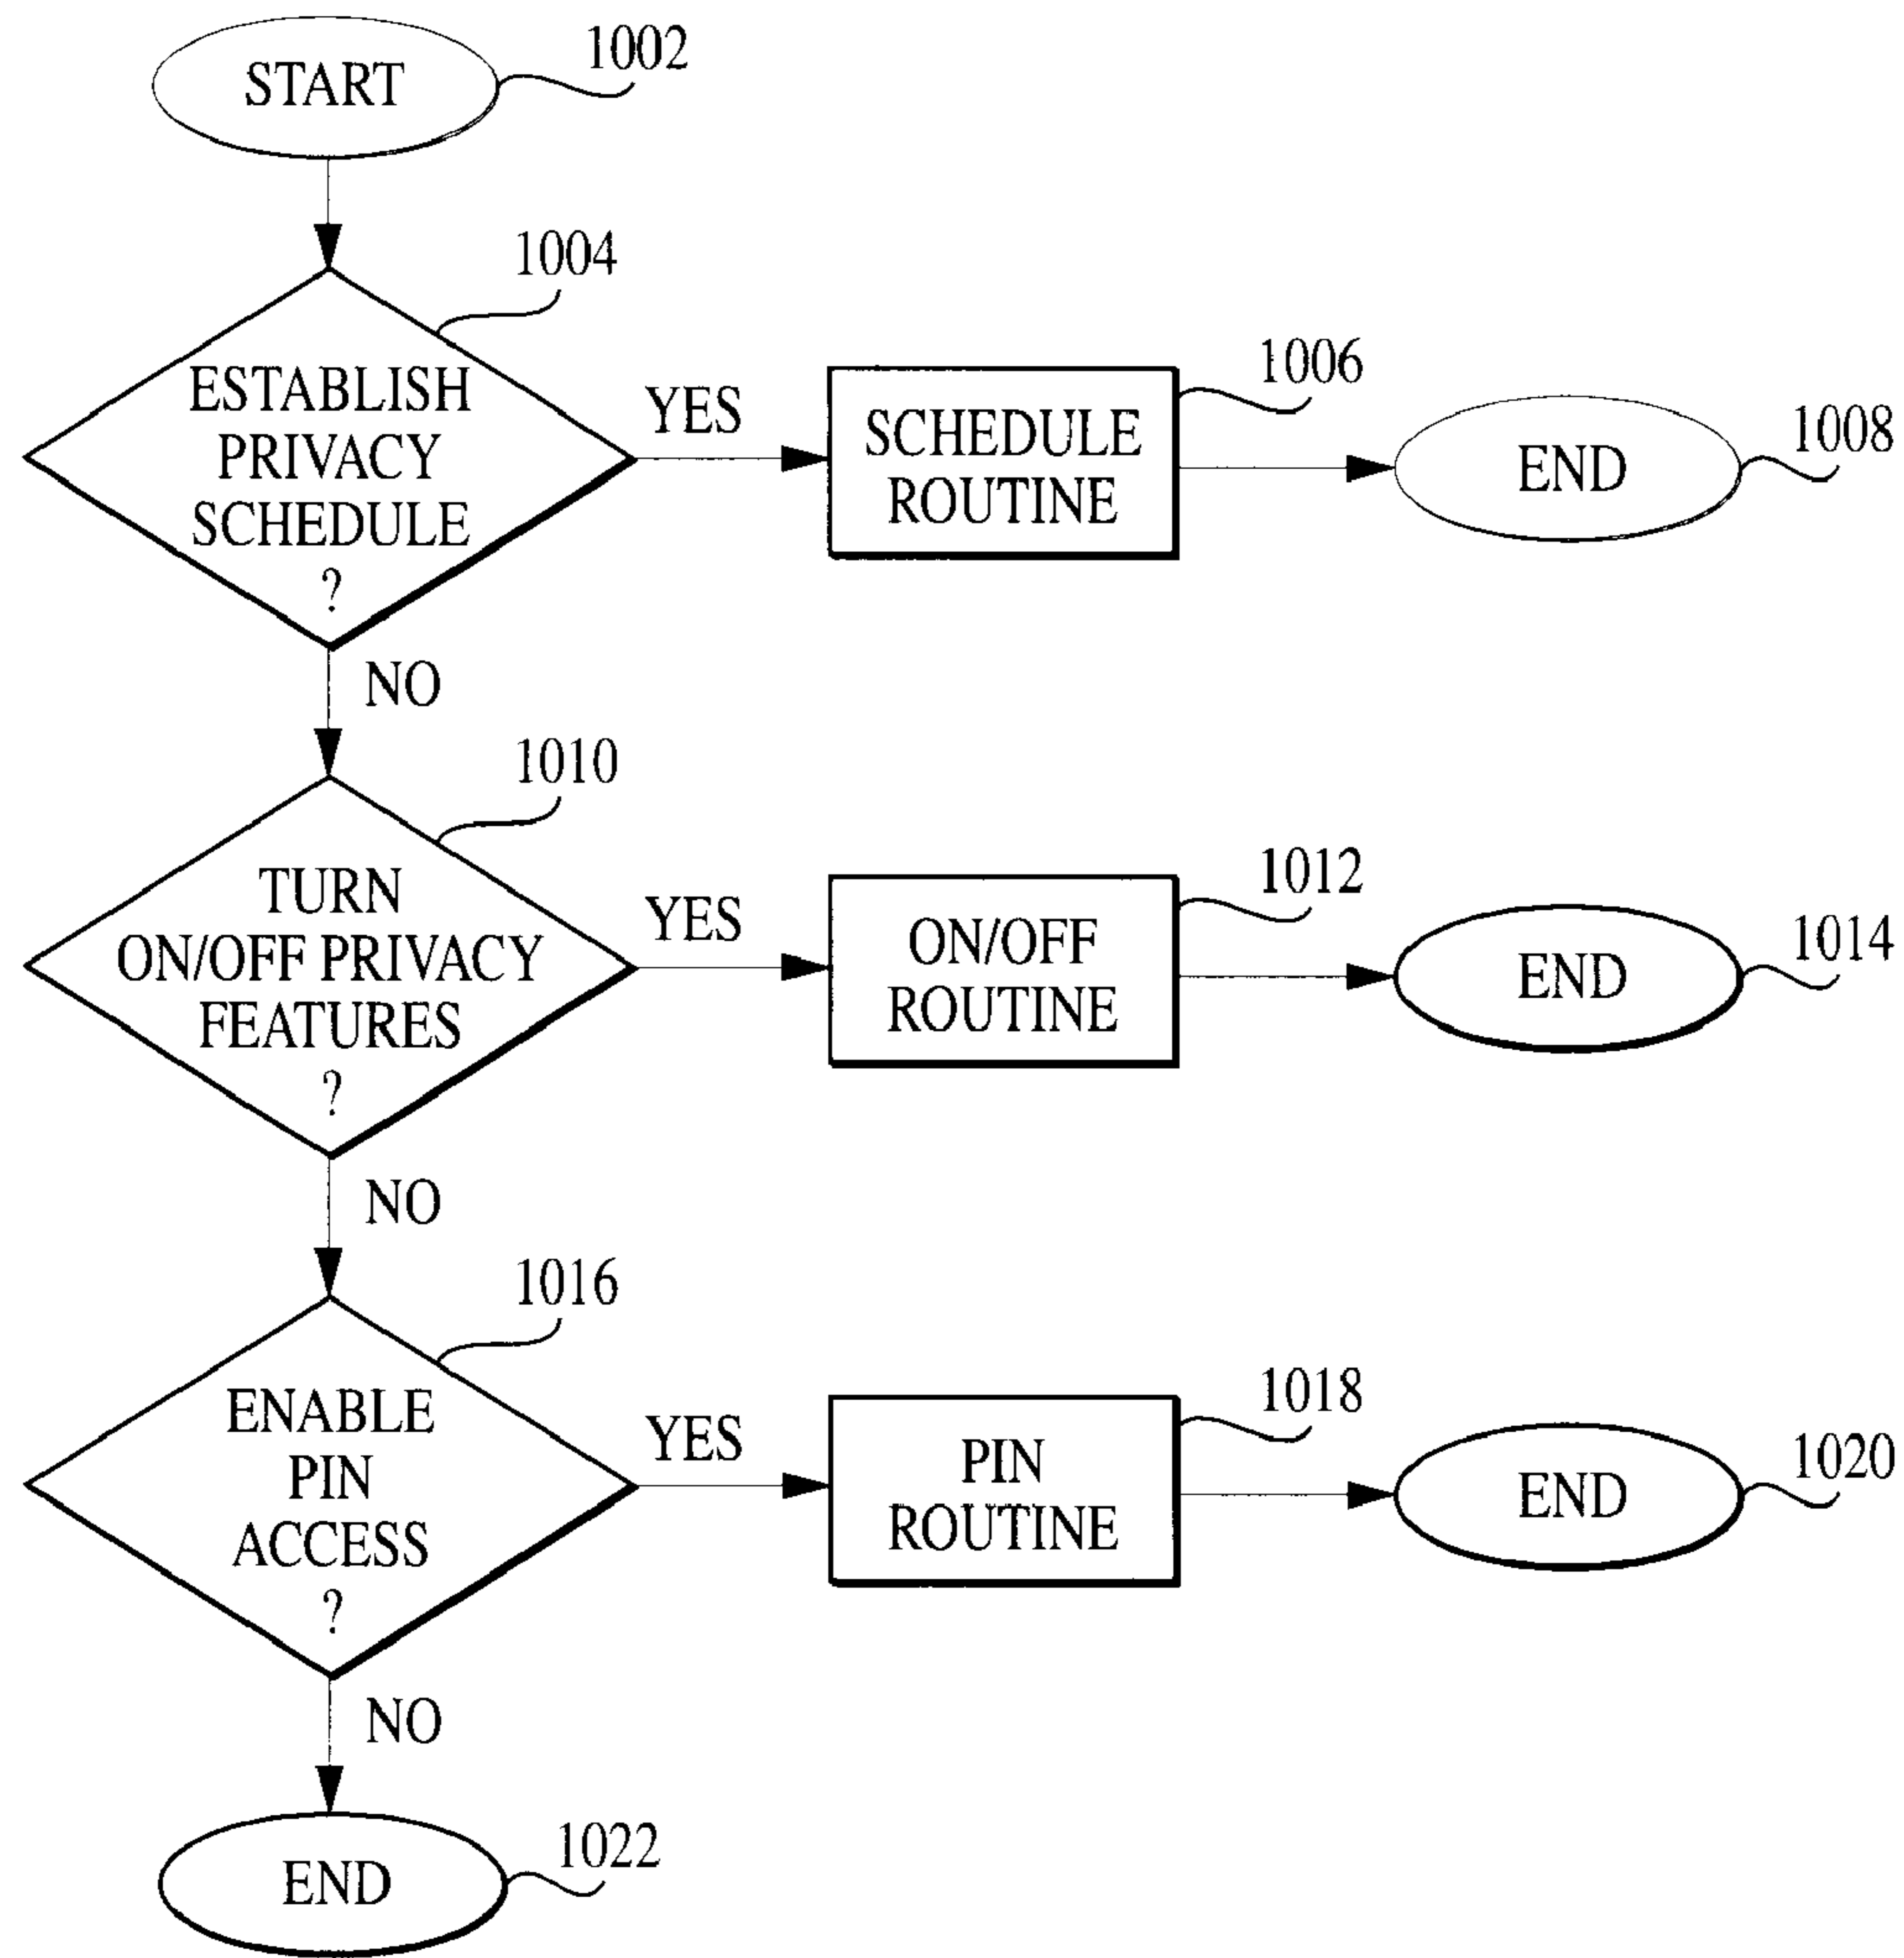 START
1002
1004
ESTABLISH
PRIVACY
SCHEDULE
?
YES
1006
SCHEDULE
ROUTINE
1008
END
NO
1010
TURN
ON/OFF PRIVACY
FEATURES
?
YES
1012
ON/OFF
ROUTINE
1014
END
NO
1016
ENABLE
PIN
ACCESS
?
YES
1018
PIN
ROUTINE
1020
END
NO
1022
END